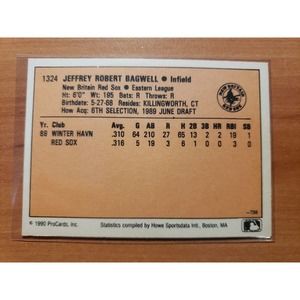 1324 JEFFREY ROBERT BAGWELL • Infield
New Britain Red Sox • Eastern League
Ht: 6'0" Wt: 195 Bats: R Throws: R
Birthdate: 5-27-68 Resides: KILLINGWORTH, CT
How Acq: 6TH SELECTION, 1989 JUNE DRAFT
Yr. Club Avg. G AB R H 2B 3B HR RBI SB
89 WINTER HAVN .310 64 210 27 65 13 2 2 19 1
RED SOX .316 5 19 3 6 1 0 0 3 0
© 1990 ProCards, Inc.
Statistics compiled by Howe Sportsdata Intl., Boston, MA